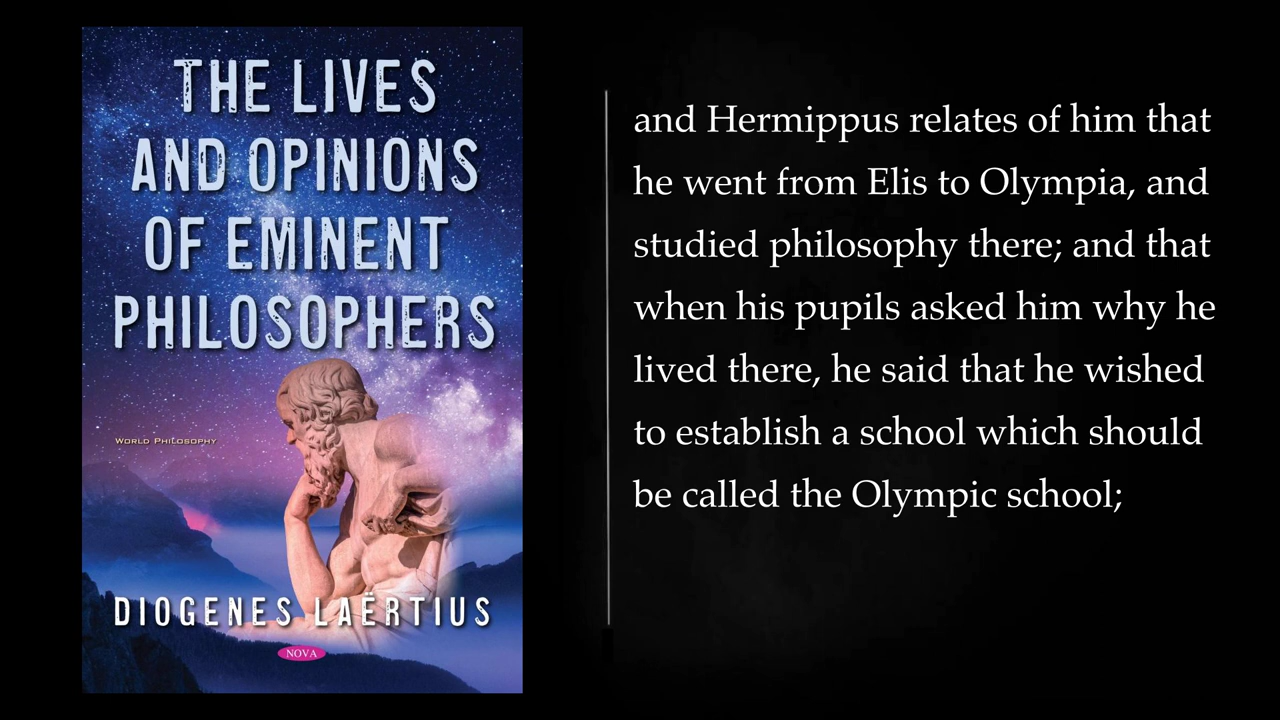 THE LIVES
AND OPINIONS
OF EMINENT
PHILOSOPHERS
WORLD PHILOSOPHY
DIOGENES LAËRTIUS
NOVA
and Hermippus relates of him that
he went from Elis to Olympia, and
studied philosophy there; and that
when his pupils asked him why he
lived there, he said that he wished
to establish a school which should
be called the Olympic school;